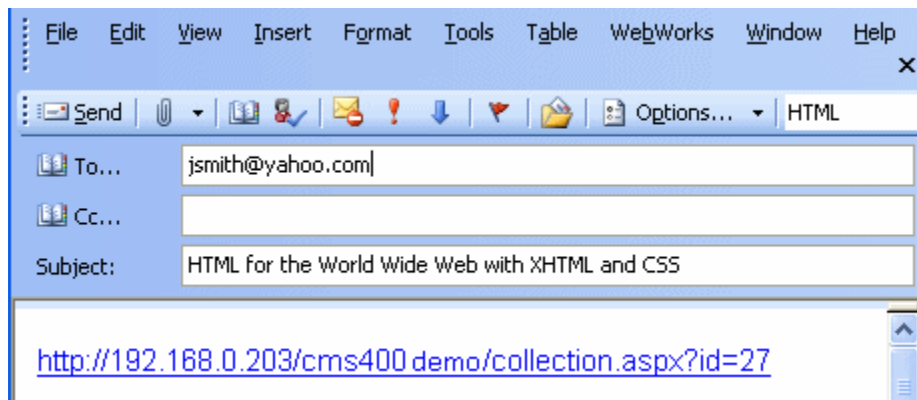 File Edit View Insert Format Tools Table WebWorks Window Help
Send Options... HTML
To... jsmith@yahoo.com
Cc...
Subject: HTML for the World Wide Web with XHTML and CSS
http://192.168.0.203/cms400 demo/collection.aspx?id=27